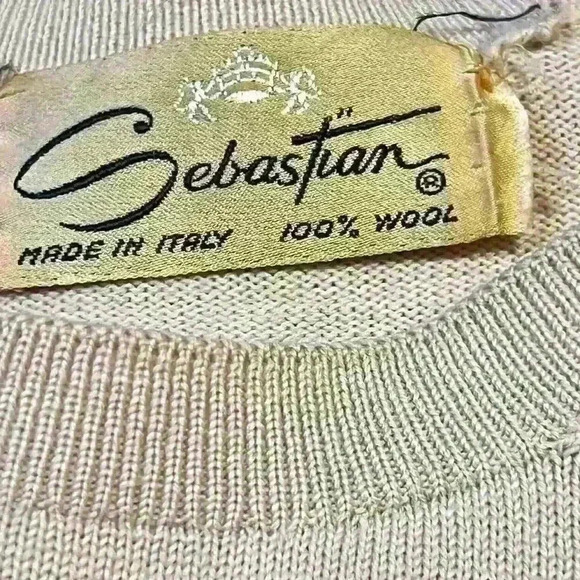 Sebastian ®
MADE IN ITALY 100% WOOL